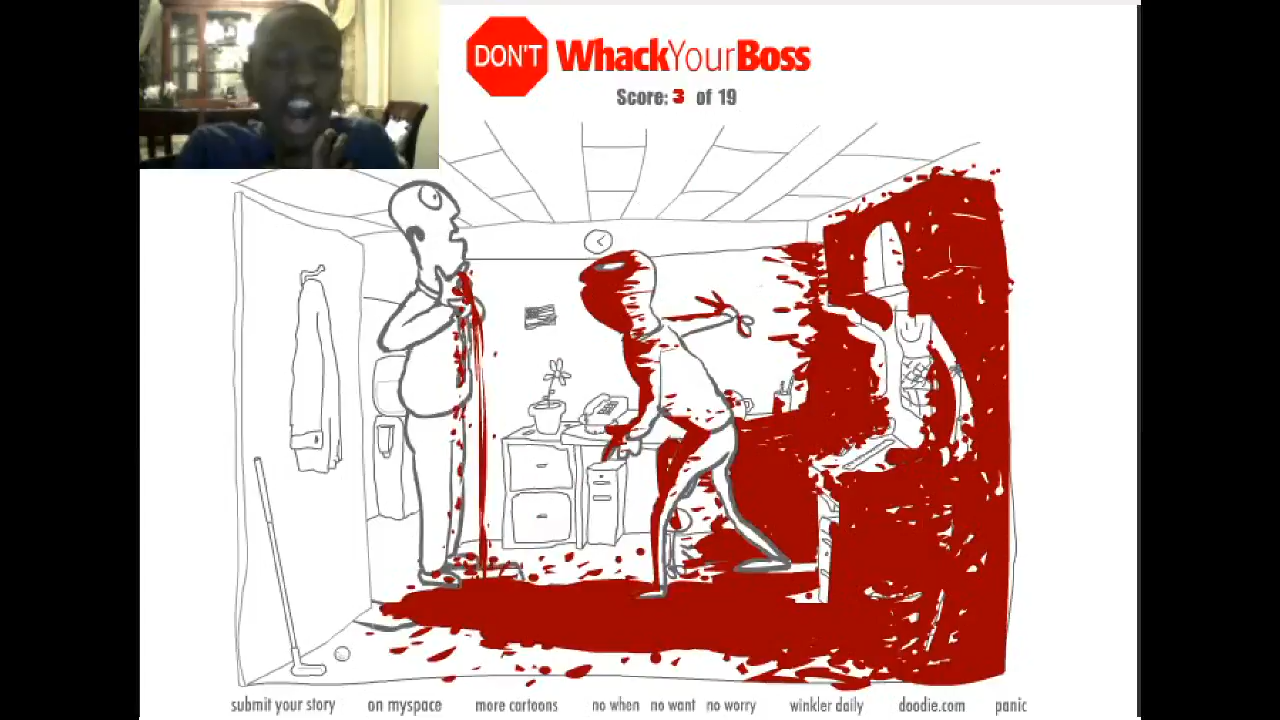 DON'T WhackYourBoss
Score: 3 of 19
submit your story on myspace more cartoons no when no want no worry winkler daily doodie.com panic